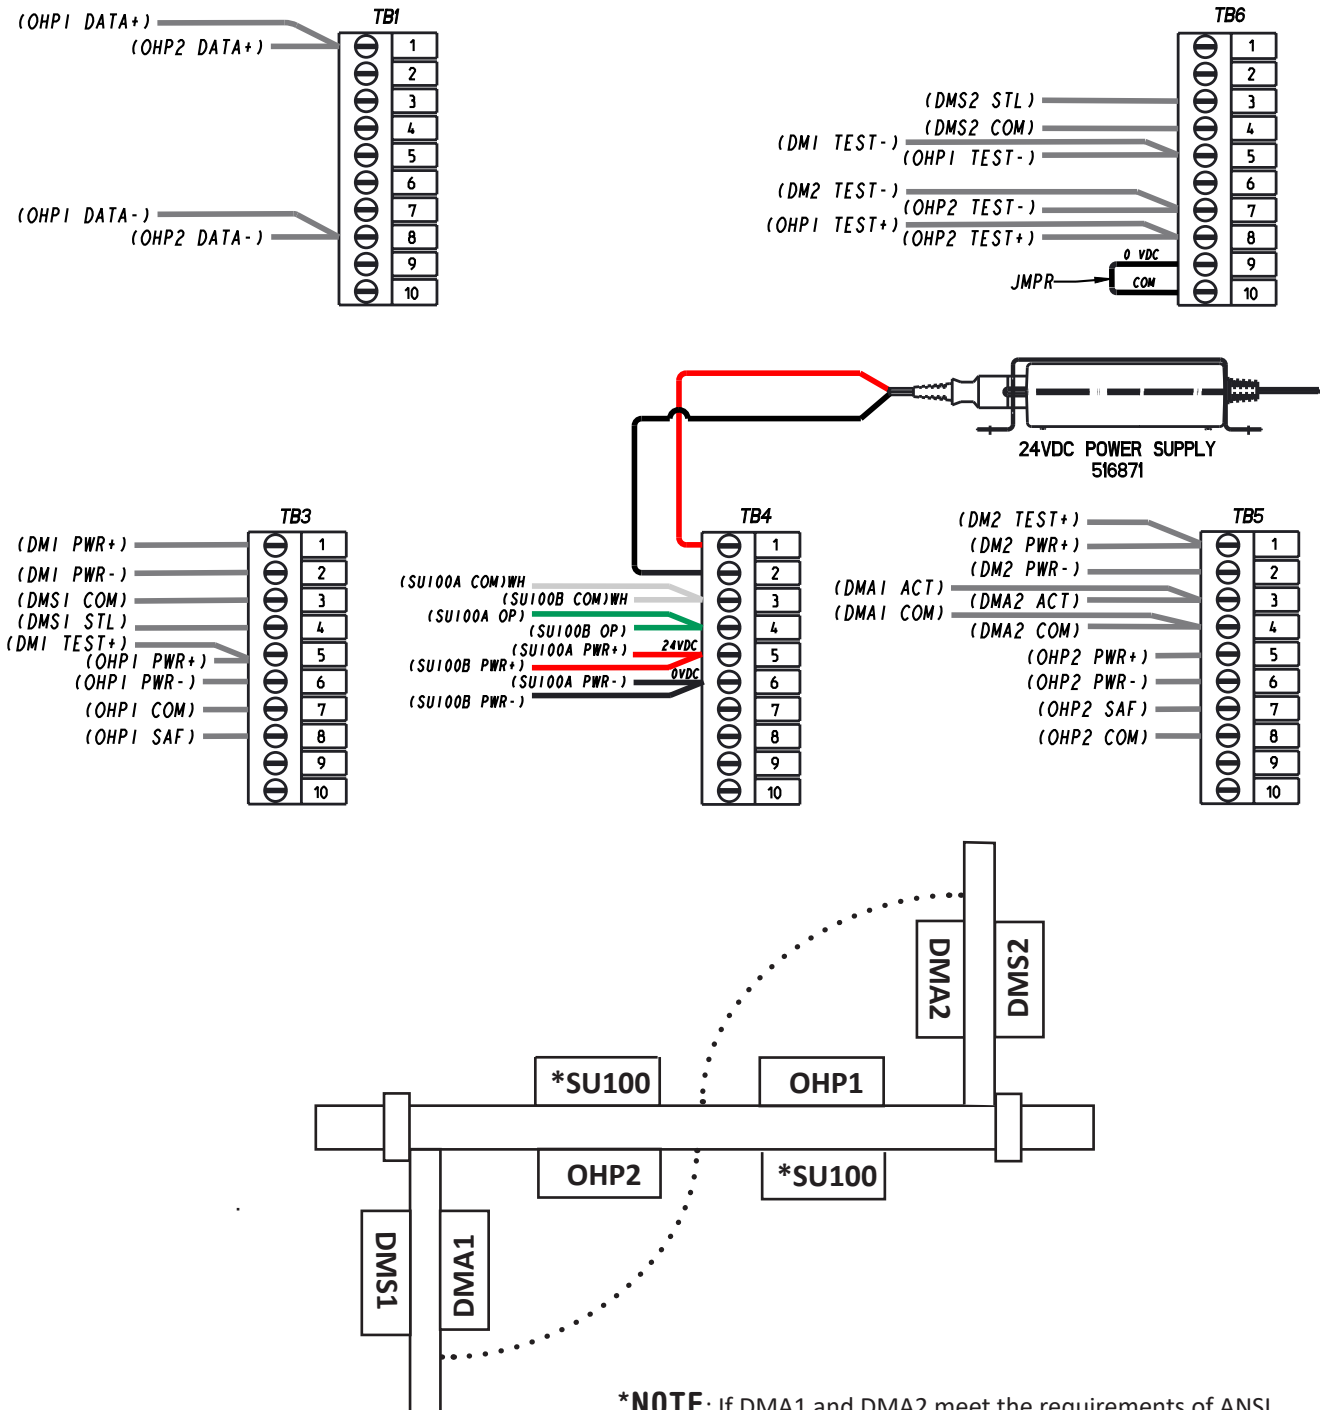 TB1
(OHP1 DATA+)
(OHP2 DATA+)
(OHP1 DATA-)
(OHP2 DATA-)
1
2
3
4
5
6
7
8
9
10
TB6
(DMS2 STL)
(DMS2 COM)
(DM1 TEST-)
(OHP1 TEST-)
(DM2 TEST-)
(OHP2 TEST-)
(OHP1 TEST+)
(OHP2 TEST+)
0 VDC
JMPR
COM
1
2
3
4
5
6
7
8
9
10
24VDC POWER SUPPLY
516871
TB3
(DM1 PWR+)
(DM1 PWR-)
(DMS1 COM)
(DMS1 STL)
(DM1 TEST+)
(OHP1 PWR+)
(OHP1 PWR-)
(OHP1 COM)
(OHP1 SAF)
1
2
3
4
5
6
7
8
9
10
TB4
(SU100A COM)WH
(SU100B COM)WH
(SU100A OP)
(SU100B OP)
(SU100A PWR+) 24VDC
(SU100B PWR+)
(SU100A PWR-) 0VDC
(SU100B PWR-)
1
2
3
4
5
6
7
8
9
10
TB5
(DM2 TEST+)
(DM2 PWR+)
(DM2 PWR-)
(DMA1 ACT)
(DMA2 ACT)
(DMA1 COM)
(DMA2 COM)
(OHP2 PWR+)
(OHP2 PWR-)
(OHP2 SAF)
(OHP2 COM)
1
2
3
4
5
6
7
8
9
10
DMA2
DMS2
*SU100
OHP1
OHP2
*SU100
DMS1
DMA1
*NOTE: If DMA1 and DMA2 meet the requirements of ANSI